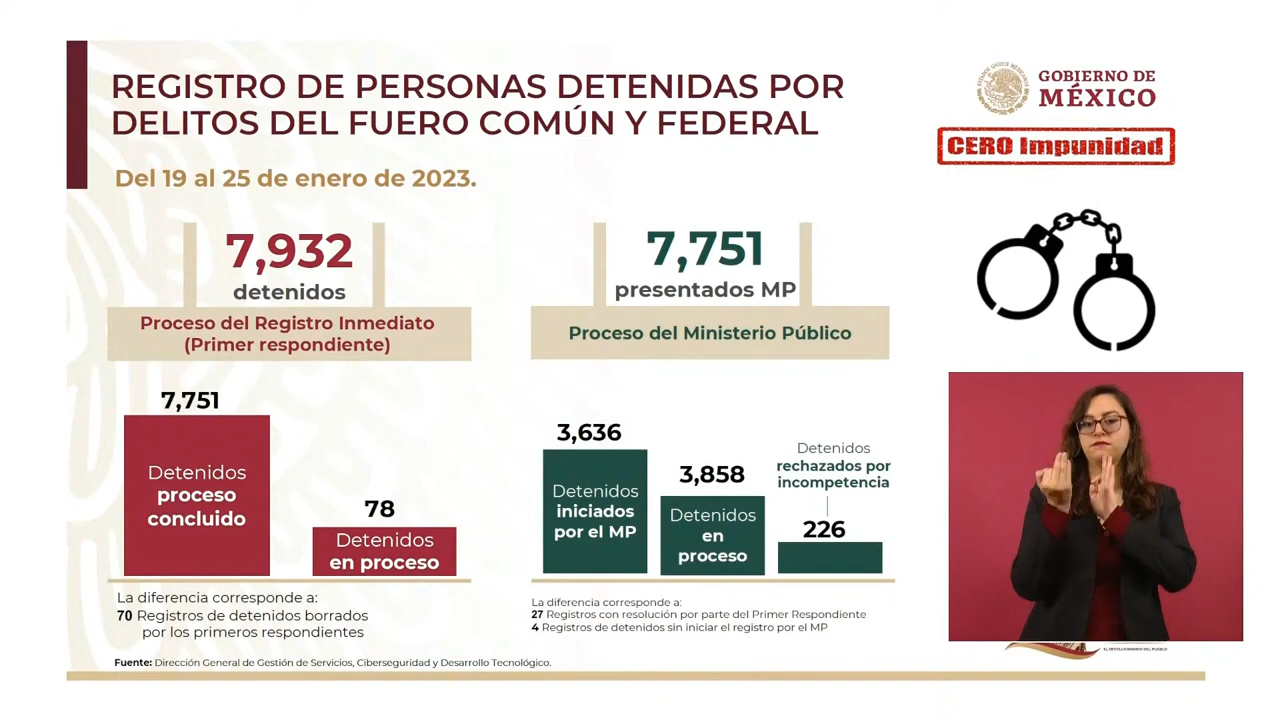 REGISTRO DE PERSONAS DETENIDAS POR
DELITOS DEL FUERO COMÚN Y FEDERAL
Del 19 al 25 de enero de 2023.
GOBIERNO DE
MÉXICO
CERO Impunidad
7,932
detenidos
Proceso del Registro Inmediato
(Primer respondiente)
7,751
Detenidos
proceso
concluido
78
Detenidos
en proceso
La diferencia corresponde a:
70 Registros de detenidos borrados
por los primeros respondientes
7,751
presentados MP
Proceso del Ministerio Público
3,636
Detenidos
iniciados
por el MP
3,858
Detenidos
en
proceso
Detenidos
rechazados por
incompetencia
226
La diferencia corresponde a:
27 Registros con resolución por parte del Primer Respondiente
4 Registros de detenidos sin iniciar el registro por el MP
Fuente: Dirección General de Gestión de Servicios, Ciberseguridad y Desarrollo Tecnológico.
EL REVOLUCIONARIO DEL PUEBLO